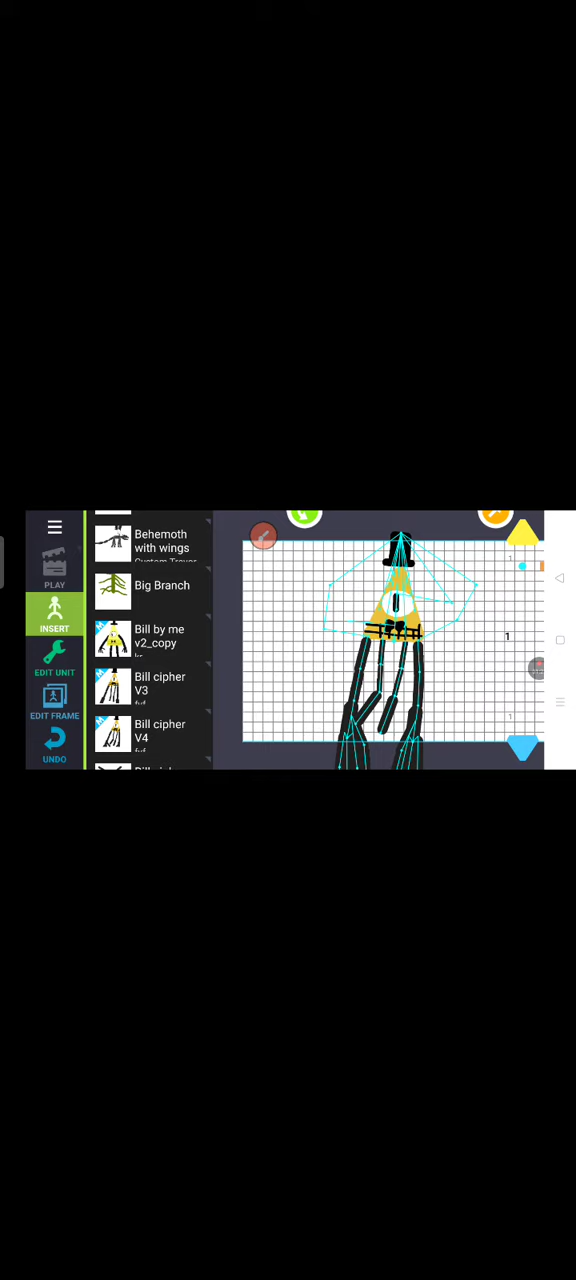 PLAY
INSERT
EDIT UNIT
EDIT FRAME
UNDO
Behemoth
with wings
Big Branch
Bill by me
v2_copy
Bill cipher
V3
Bill cipher
V4
1
1
1